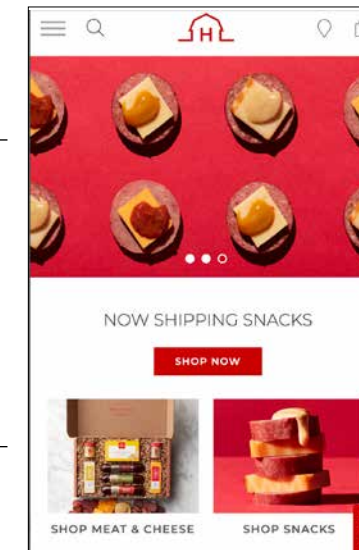 H
NOW SHIPPING SNACKS
SHOP NOW
SHOP MEAT & CHEESE
SHOP SNACKS